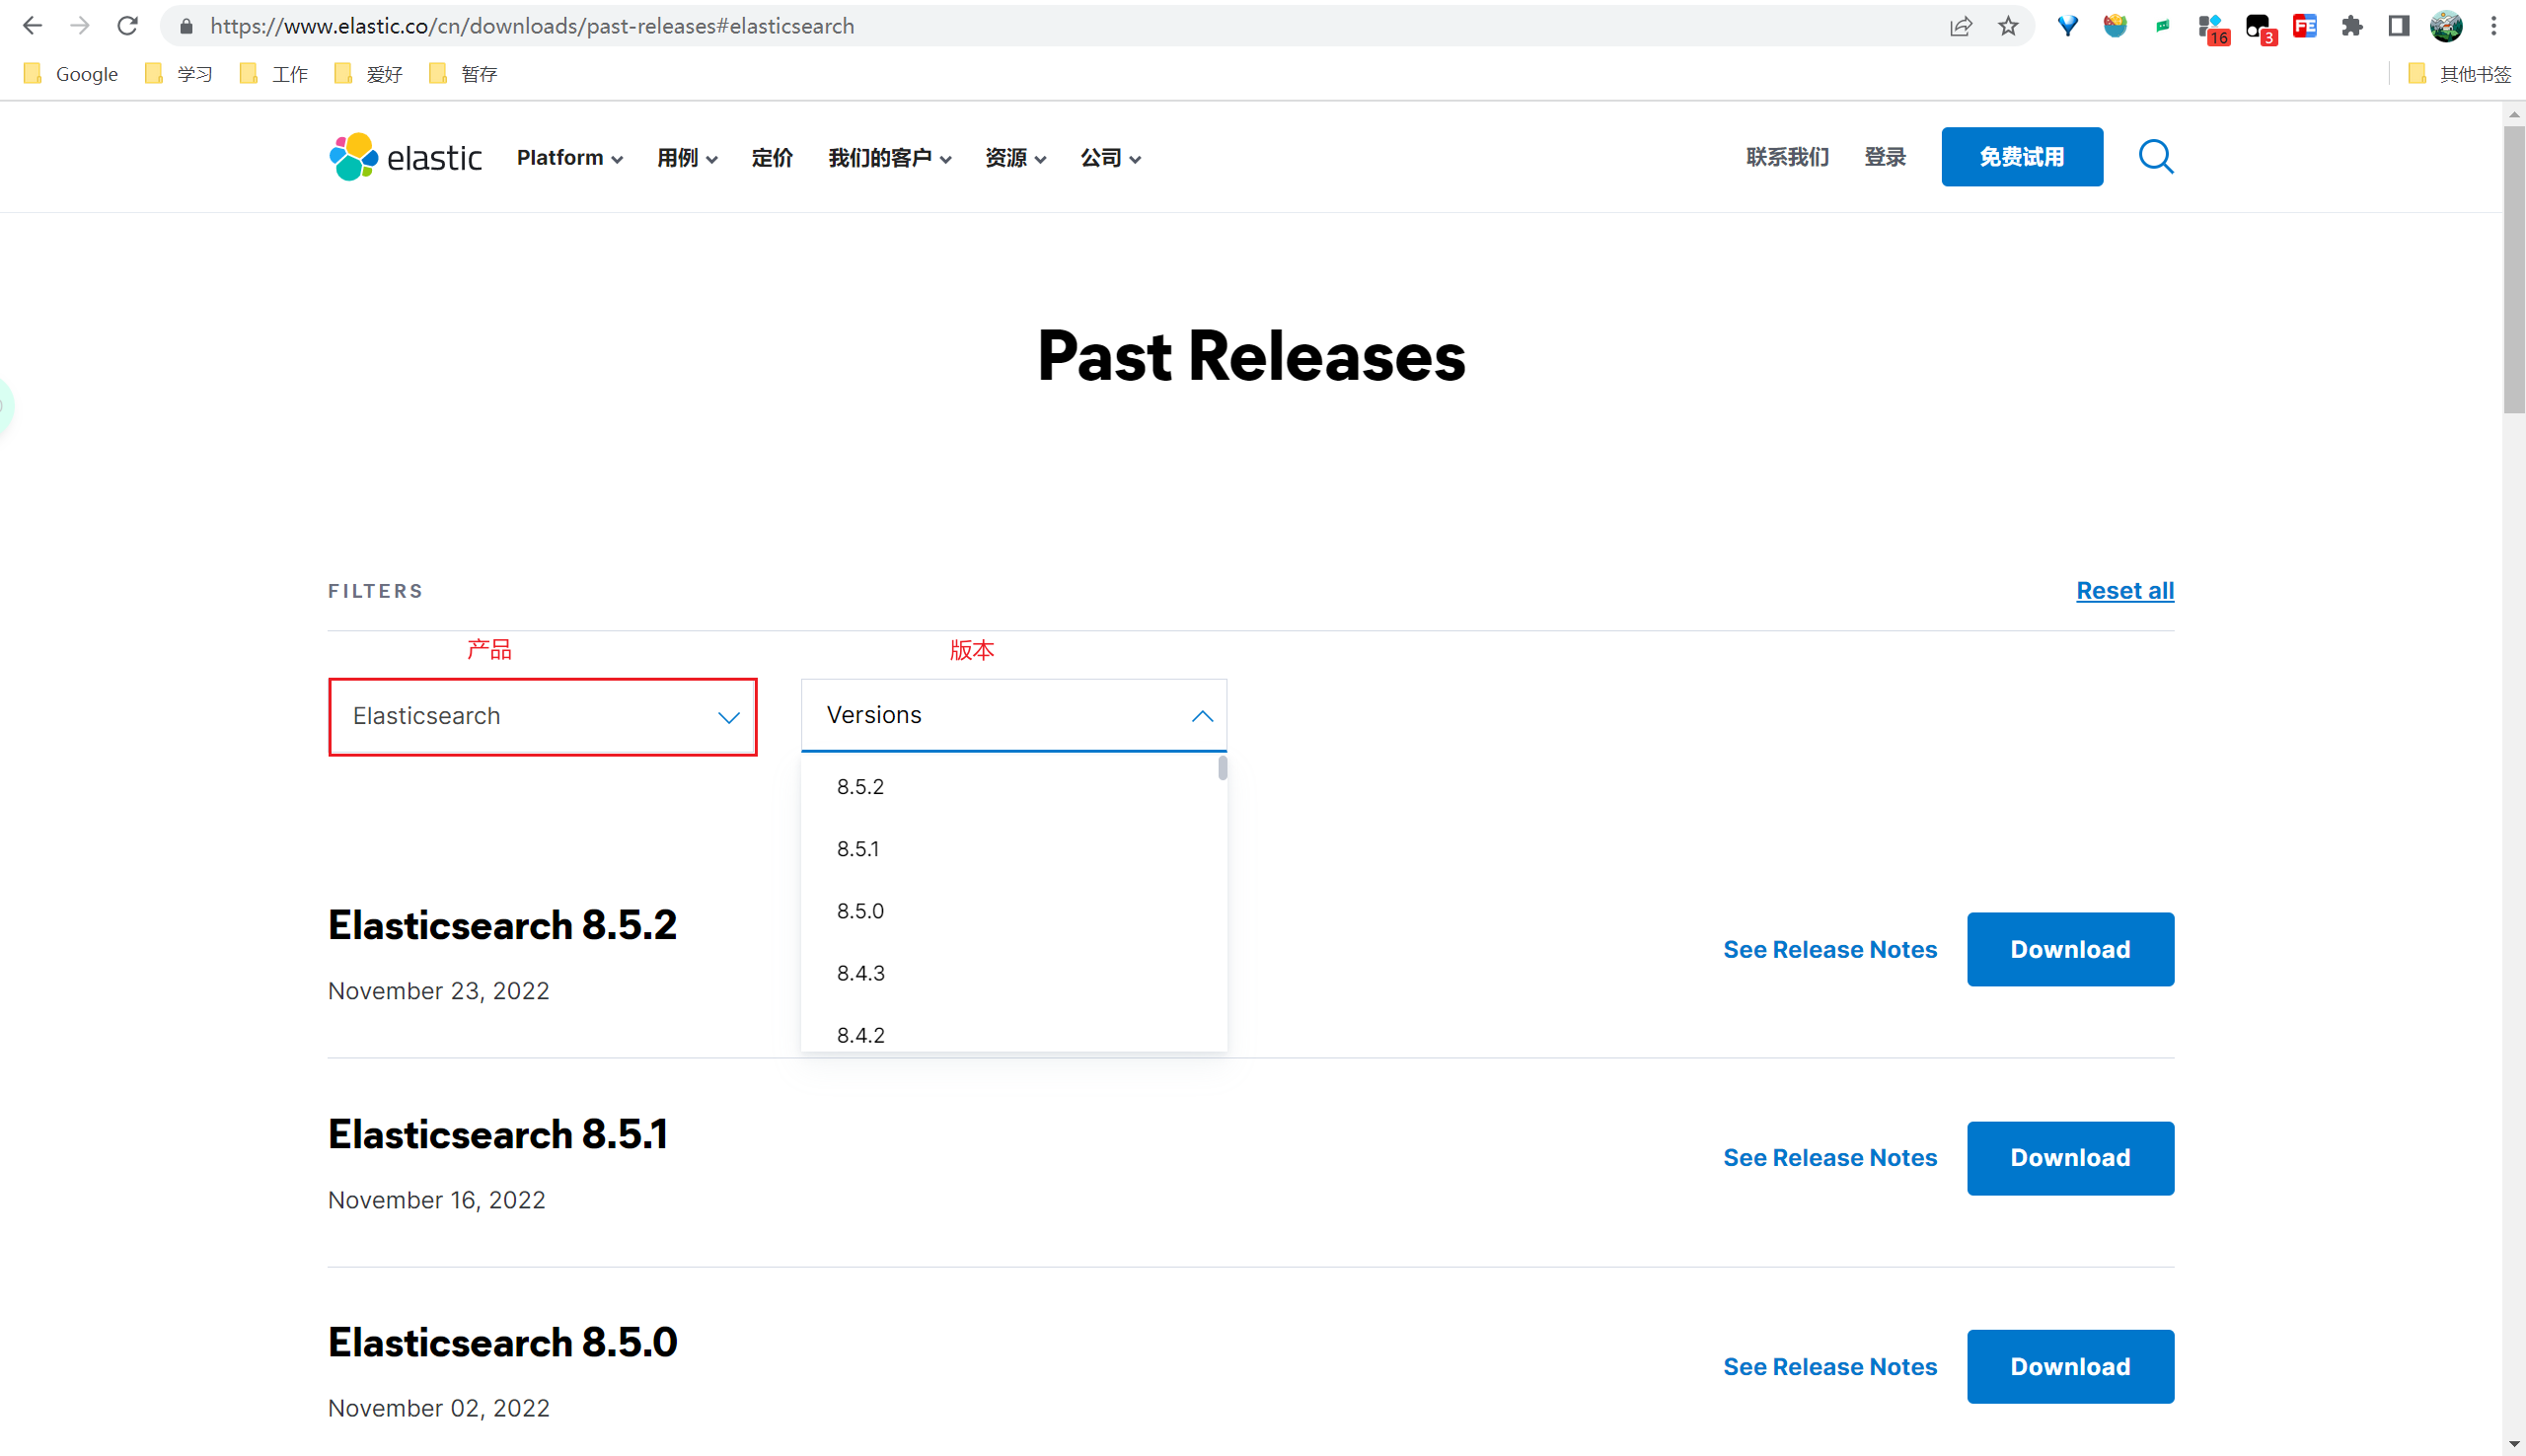 https://www.elastic.co/cn/downloads/past-releases#elasticsearch
16
3
FE
Google 学习 工作 爱好 暂存 其他书签
elastic Platform 用例 定价 我们的客户 资源 公司 联系我们 登录 免费试用
Past Releases
FILTERS Reset all
产品 版本
Elasticsearch Versions
8.5.2
8.5.1
8.5.0
8.4.3
8.4.2
Elasticsearch 8.5.2
November 23, 2022
See Release Notes Download
Elasticsearch 8.5.1
November 16, 2022
See Release Notes Download
Elasticsearch 8.5.0
November 02, 2022
See Release Notes Download